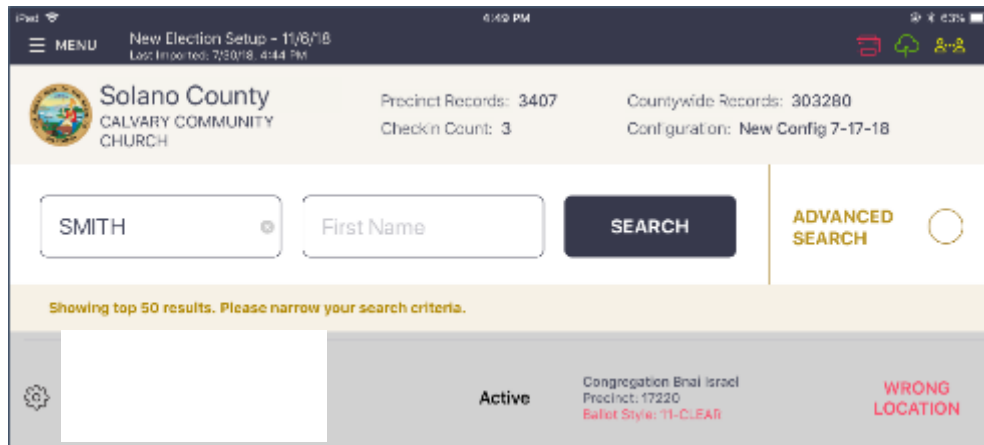 iPad 4:49 PM 63%
MENU New Election Setup - 11/6/18
Last Imported: 7/30/18, 4:44 PM
Solano County Precinct Records: 3407 Countywide Records: 303280
CALVARY COMMUNITY Checkin Count: 3 Configuration: New Config 7-17-18
CHURCH
SMITH First Name SEARCH ADVANCED
SEARCH
Showing top 50 results. Please narrow your search criteria.
Active Congregation Bnai Israel WRONG
Precinct: 17220 LOCATION
Ballot Style: 11-CLEAR